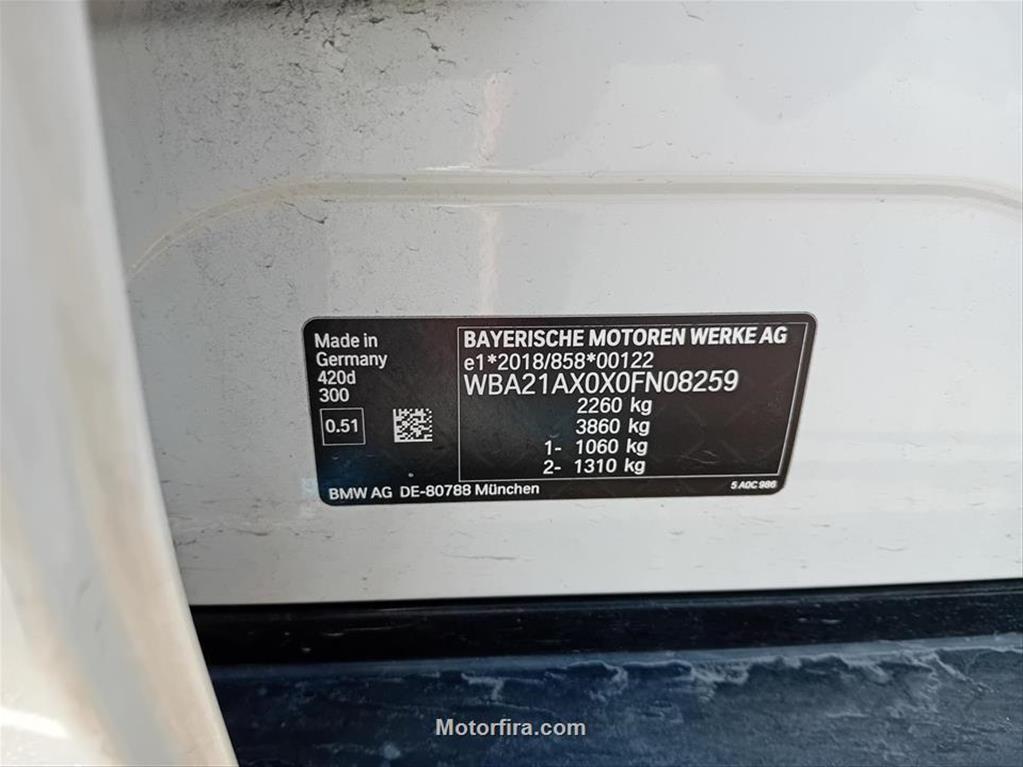 Made in
Germany
420d
300
0.51
BAYERISCHE MOTOREN WERKE AG
e1*2018/858*00122
WBA21AX0X0FN08259
2260 kg
3860 kg
1- 1060 kg
2- 1310 kg
BMW AG DE-80788 München
5 A0C 986
Motorfira.com